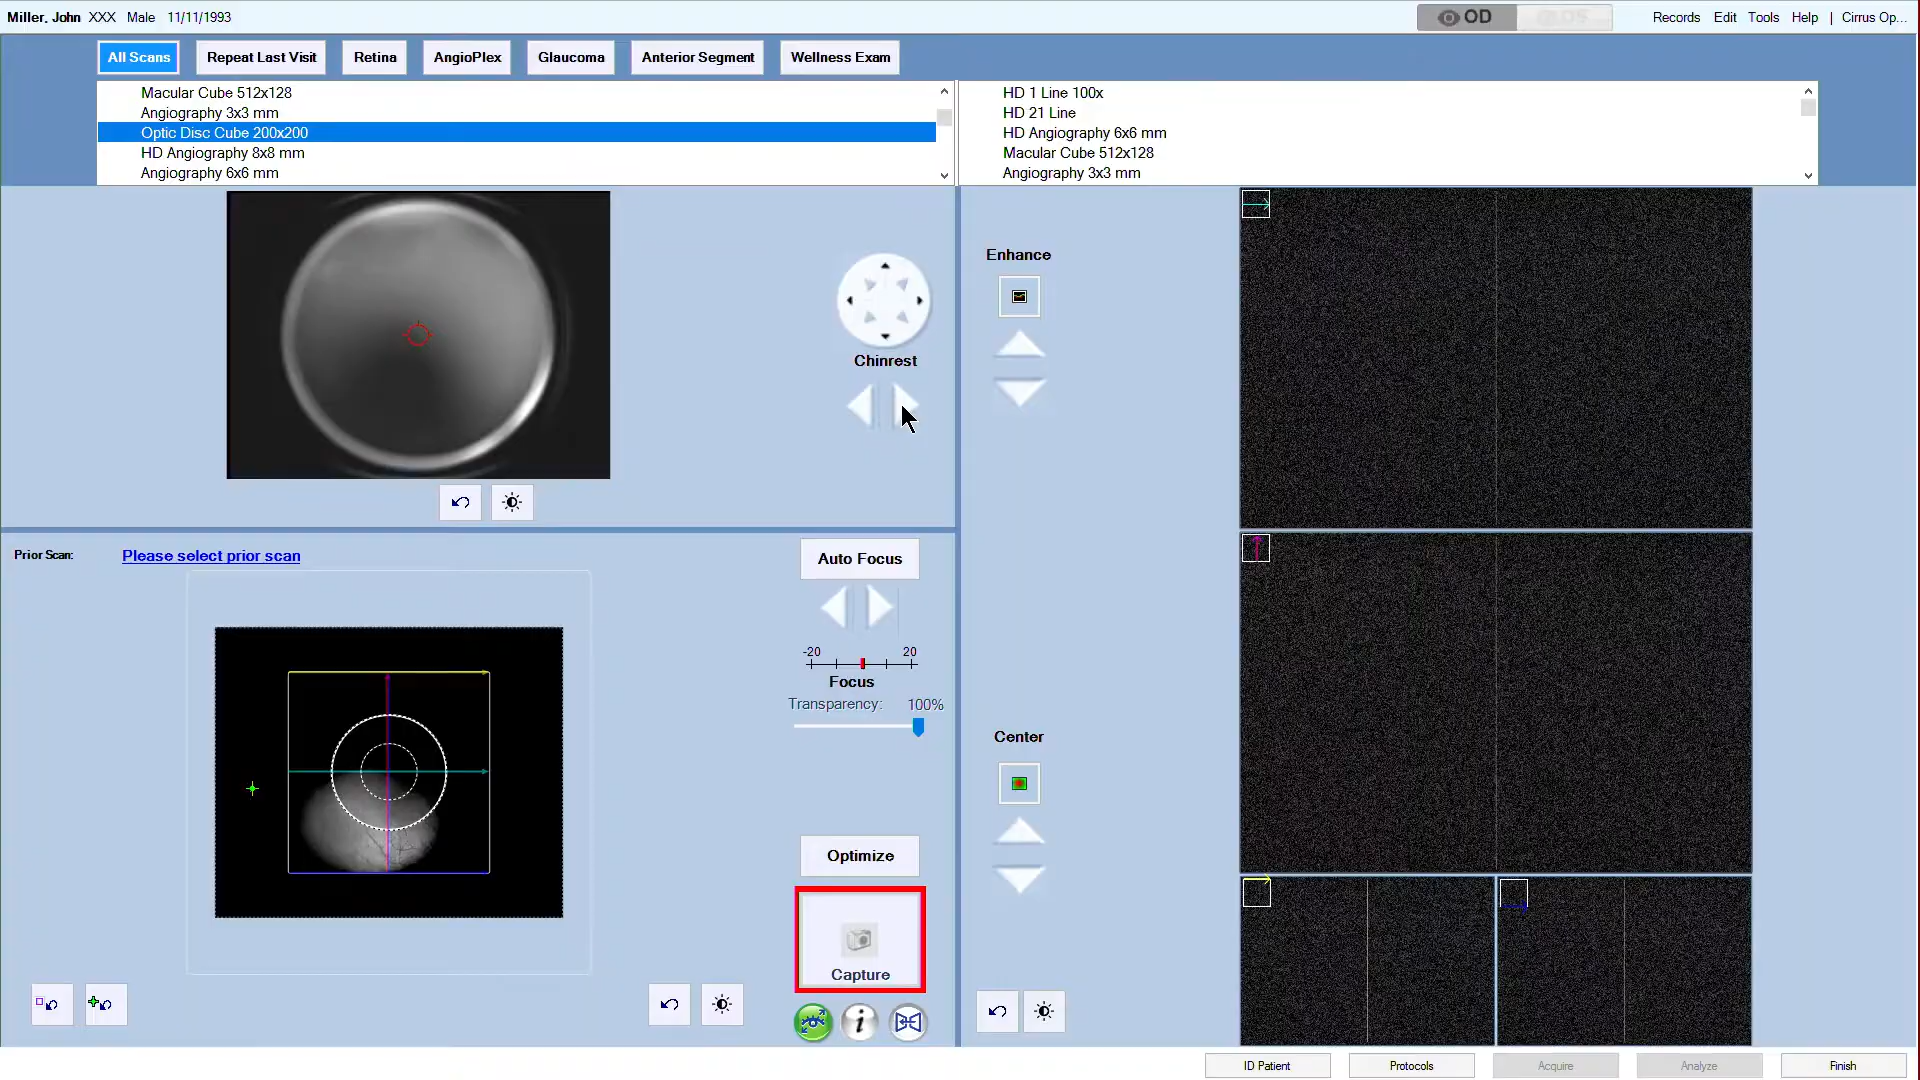 Miller, John XXX Male 11/11/1993
OD
Records Edit Tools Help | Cirrus Op...
All Scans Repeat Last Visit Retina AngioPlex Glaucoma Anterior Segment Wellness Exam
Macular Cube 512x128
Angiography 3x3 mm
Optic Disc Cube 200x200
HD Angiography 8x8 mm
Angiography 6x6 mm
HD 1 Line 100x
HD 21 Line
HD Angiography 6x6 mm
Macular Cube 512x128
Angiography 3x3 mm
Chinrest
Enhance
Prior Scan: Please select prior scan
Auto Focus
-20 20
Focus
Transparency: 100%
Center
Optimize
Capture
i
ID Patient Protocols Acquire Analyze Finish